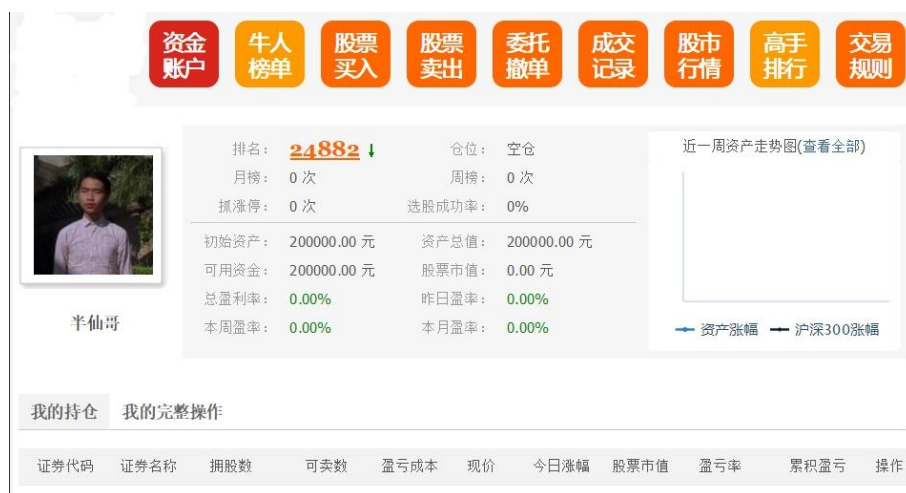 资金账户 牛人榜单 股票买入 股票卖出 委托撤单 成交记录 股市行情 高手排行 交易规则
排名： 24882↓ 仓位： 空仓
月榜： 0 次 周榜： 0 次
抓涨停： 0 次 选股成功率： 0%
初始资产： 200000.00 元 资产总值： 200000.00 元
可用资金： 200000.00 元 股票市值： 0.00 元
总盈利率： 0.00% 昨日盈率： 0.00%
本周盈率： 0.00% 本月盈率： 0.00%
近一周资产走势图(查看全部)
资产涨幅 沪深300涨幅
半仙哥
我的持仓 我的完整操作
证券代码 证券名称 拥股数 可卖数 盈亏成本 现价 今日涨幅 股票市值 盈亏率 累积盈亏 操作